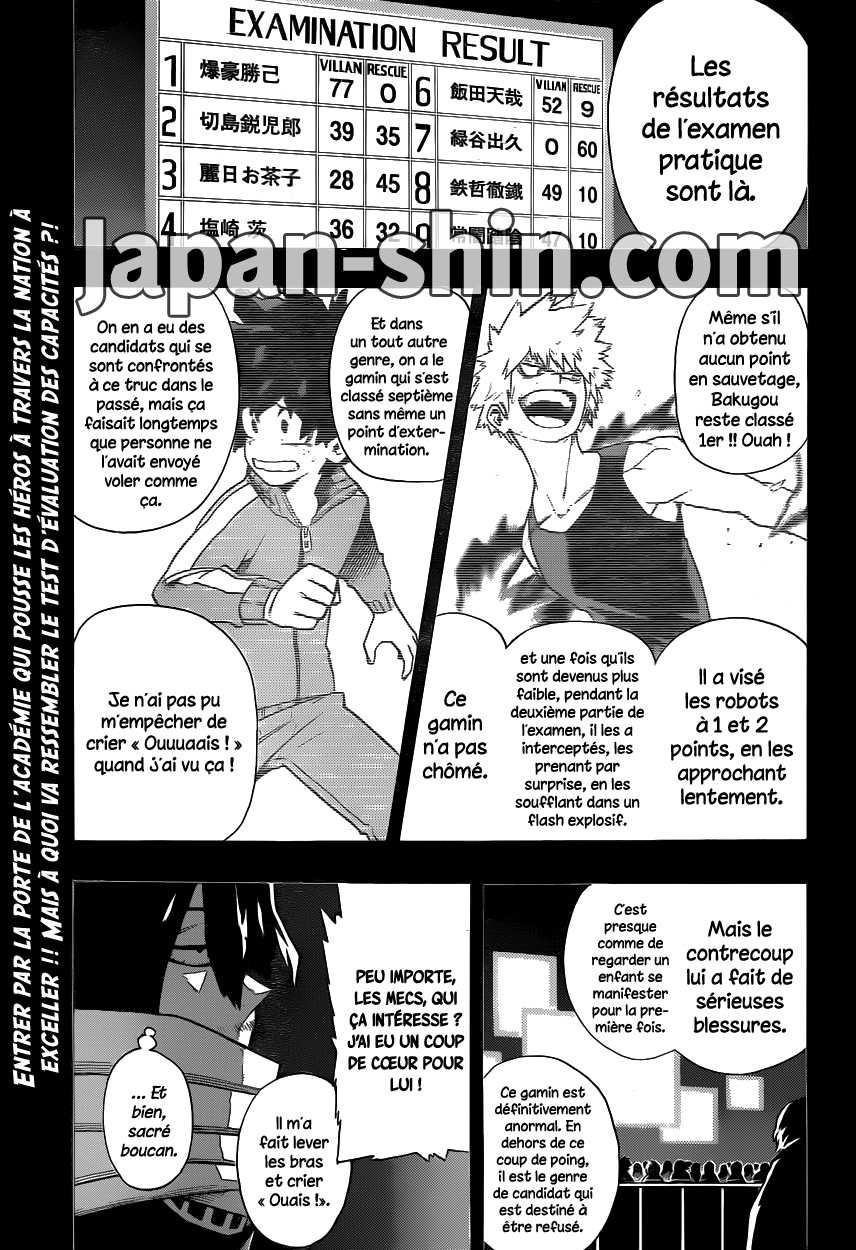 EXAMINATION RESULT
VILLAN RESCUE
1 爆豪勝己 77 0
2 切島鋭児郎 39 35
3 麗日お茶子 28 45
4 塩崎 茨 36 32
VILIAN RESCUE
6 飯田天哉 52 9
7 緑谷出久 0 60
8 鉄哲徹鐵 49 10
9 常闇踏陰 47 10
Les
résultats
de l'examen
pratique
sont là.
japan-shin.com
Même s'il
n'a obtenu
aucun point
en sauvetage,
Bakugou
reste classé
1er !! Ouah !
Il a visé
les robots
à 1 et 2
points, en les
approchant
lentement.
et une fois qu'ils
sont devenus plus
faible, pendant la
deuxième partie de
l'examen, il les a
interceptés, les
prenant par
surprise, en les
soufflant dans un
flash explosif.
Ce
gamin
n'a pas
chômé.
Et dans
un tout autre
genre, on a le
gamin qui s'est
classé septième
sans même un
point d'exter-
mination.
On en a eu des
candidats qui se
sont confrontés
à ce truc dans le
passé, mais ça
faisait longtemps
que personne ne
l'avait envoyé
voler comme
ça.
Je n'ai pas pu
m'empêcher de
crier « Ouuuaais ! »
quand j'ai vu ça !
Mais le
contrecoup
lui a fait de
sérieuses
blessures.
C'est
presque
comme de
regarder un
enfant se
manifester
pour la pre-
mière fois.
Ce gamin est
définitivement
anormal. En
dehors de ce
coup de poing,
il est le genre
de candidat qui
est destiné à
être refusé.
PEU IMPORTE,
LES MECS, QUI
ÇA INTÉRESSE ?
J'AI EU UN COUP
DE CŒUR POUR
LUI !
Il m'a
fait lever
les bras
et crier
« Ouais !».
... Et
bien,
sacré
boucan.
ENTRER PAR LA PORTE DE L'ACADÉMIE QUI POUSSE LES HÉROS À TRAVERS LA NATION À
EXCELLER !! MAIS À QUOI VA RESSEMBLER LE TEST D'ÉVALUATION DES CAPACITÉS ?!